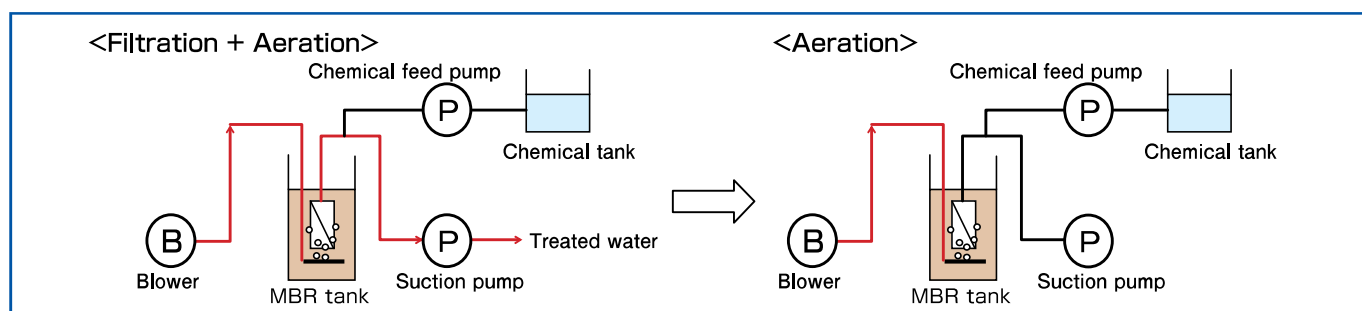 <Filtration + Aeration>
Chemical feed pump
P
Chemical tank
B
Blower
MBR tank
P
Suction pump
Treated water
<Aeration>
Chemical feed pump
P
Chemical tank
B
Blower
MBR tank
P
Suction pump